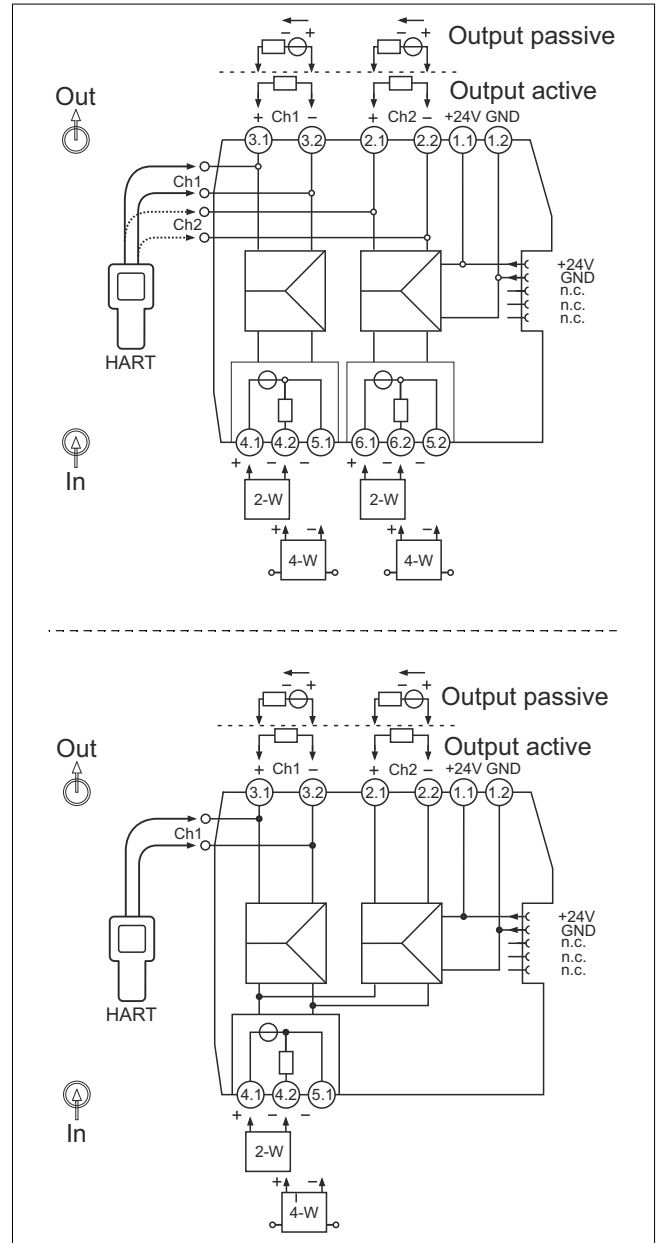 Output passive
− + − +
Out
Output active
+ Ch1 − + Ch2 − +24V GND
3.1 3.2 2.1 2.2 1.1 1.2
Ch1
Ch2
+24V
GND
n.c.
n.c.
n.c.
HART
4.1 4.2 5.1 6.1 6.2 5.2
+ − − + − −
In
2-W 2-W
+ − + −
4-W 4-W
− + − +
Output passive
Out
Output active
+ Ch1 − + Ch2 − +24V GND
3.1 3.2 2.1 2.2 1.1 1.2
Ch1
+24V
GND
n.c.
n.c.
n.c.
HART
4.1 4.2 5.1
+ − −
In
2-W
+ −
4-W